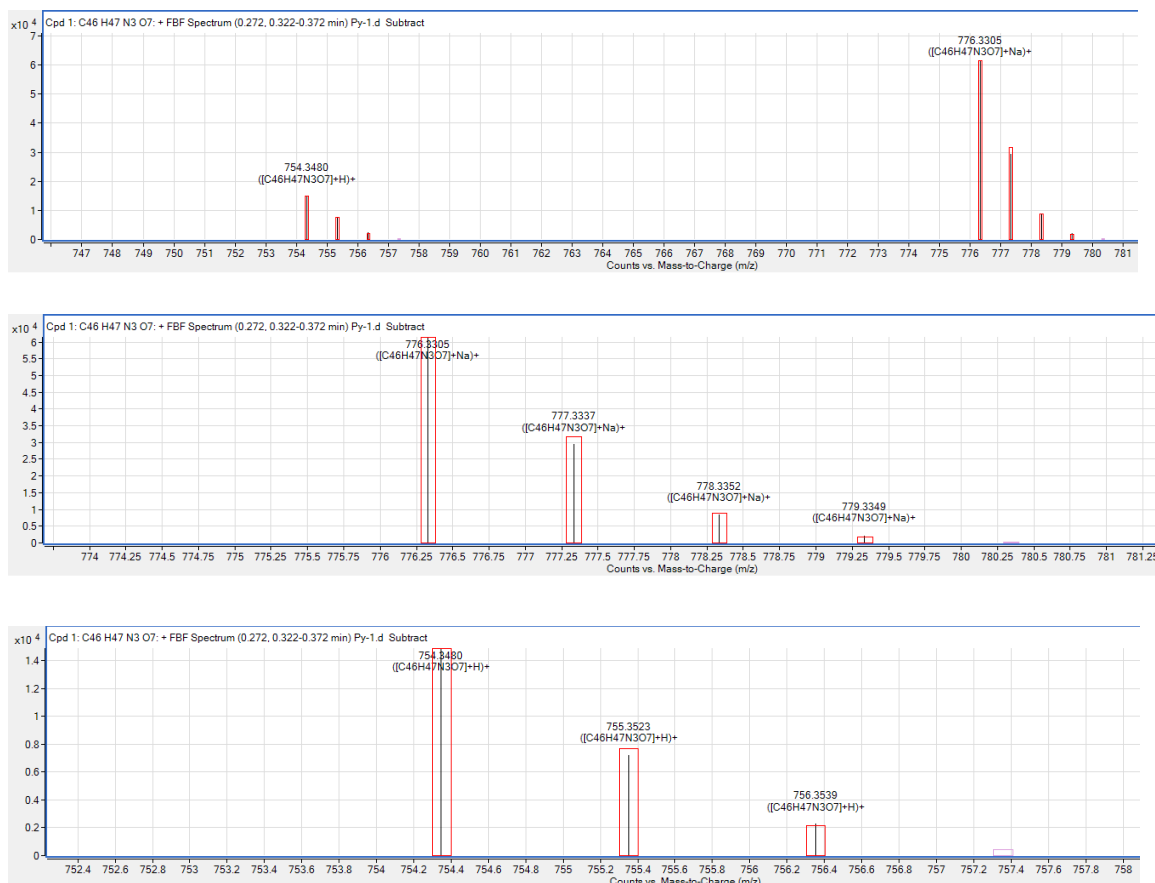 x10 4 Cpd 1: C46 H47 N3 O7: + FBF Spectrum (0.272, 0.322-0.372 min) Py-1.d Subtract
7
776.3305
([C46H47N3O7]+Na)+
6
5
4
3
754.3480
([C46H47N3O7]+H)+
2
1
0
747 748 749 750 751 752 753 754 755 756 757 758 759 760 761 762 763 764 765 766 767 768 769 770 771 772 773 774 775 776 777 778 779 780 781
Counts vs. Mass-to-Charge (m/z)
x10 4 Cpd 1: C46 H47 N3 O7: + FBF Spectrum (0.272, 0.322-0.372 min) Py-1.d Subtract
6
776.3305
([C46H47N3O7]+Na)+
5.5
5
4.5
4
777.3337
([C46H47N3O7]+Na)+
3.5
3
2.5
2
778.3352
([C46H47N3O7]+Na)+
1.5
779.3349
([C46H47N3O7]+Na)+
1
0.5
0
774 774.25 774.5 774.75 775 775.25 775.5 775.75 776 776.25 776.5 776.75 777 777.25 777.5 777.75 778 778.25 778.5 778.75 779 779.25 779.5 779.75 780 780.25 780.5 780.75 781 781.25
Counts vs. Mass-to-Charge (m/z)
x10 4 Cpd 1: C46 H47 N3 O7: + FBF Spectrum (0.272, 0.322-0.372 min) Py-1.d Subtract
754.3480
([C46H47N3O7]+H)+
1.4
1.2
1
755.3523
([C46H47N3O7]+H)+
0.8
0.6
756.3539
([C46H47N3O7]+H)+
0.4
0.2
0
752.4 752.6 752.8 753 753.2 753.4 753.6 753.8 754 754.2 754.4 754.6 754.8 755 755.2 755.4 755.6 755.8 756 756.2 756.4 756.6 756.8 757 757.2 757.4 757.6 757.8 758
Counts vs. Mass-to-Charge (m/z)